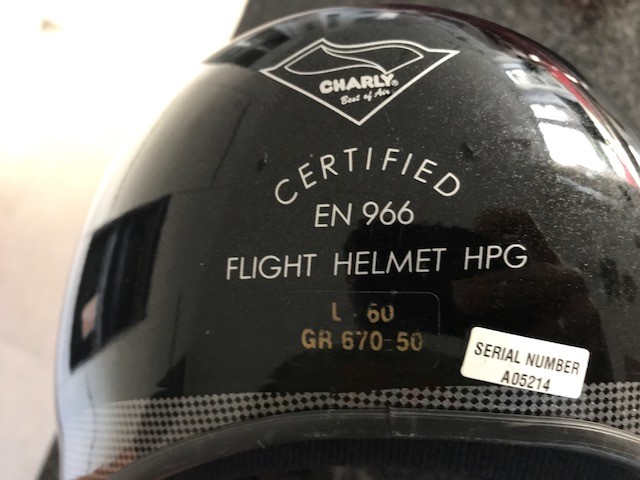 CHARLY®
Best of Air
CERTIFIED
EN 966
FLIGHT HELMET HPG
L 60
GR 670-50
SERIAL NUMBER
A05214